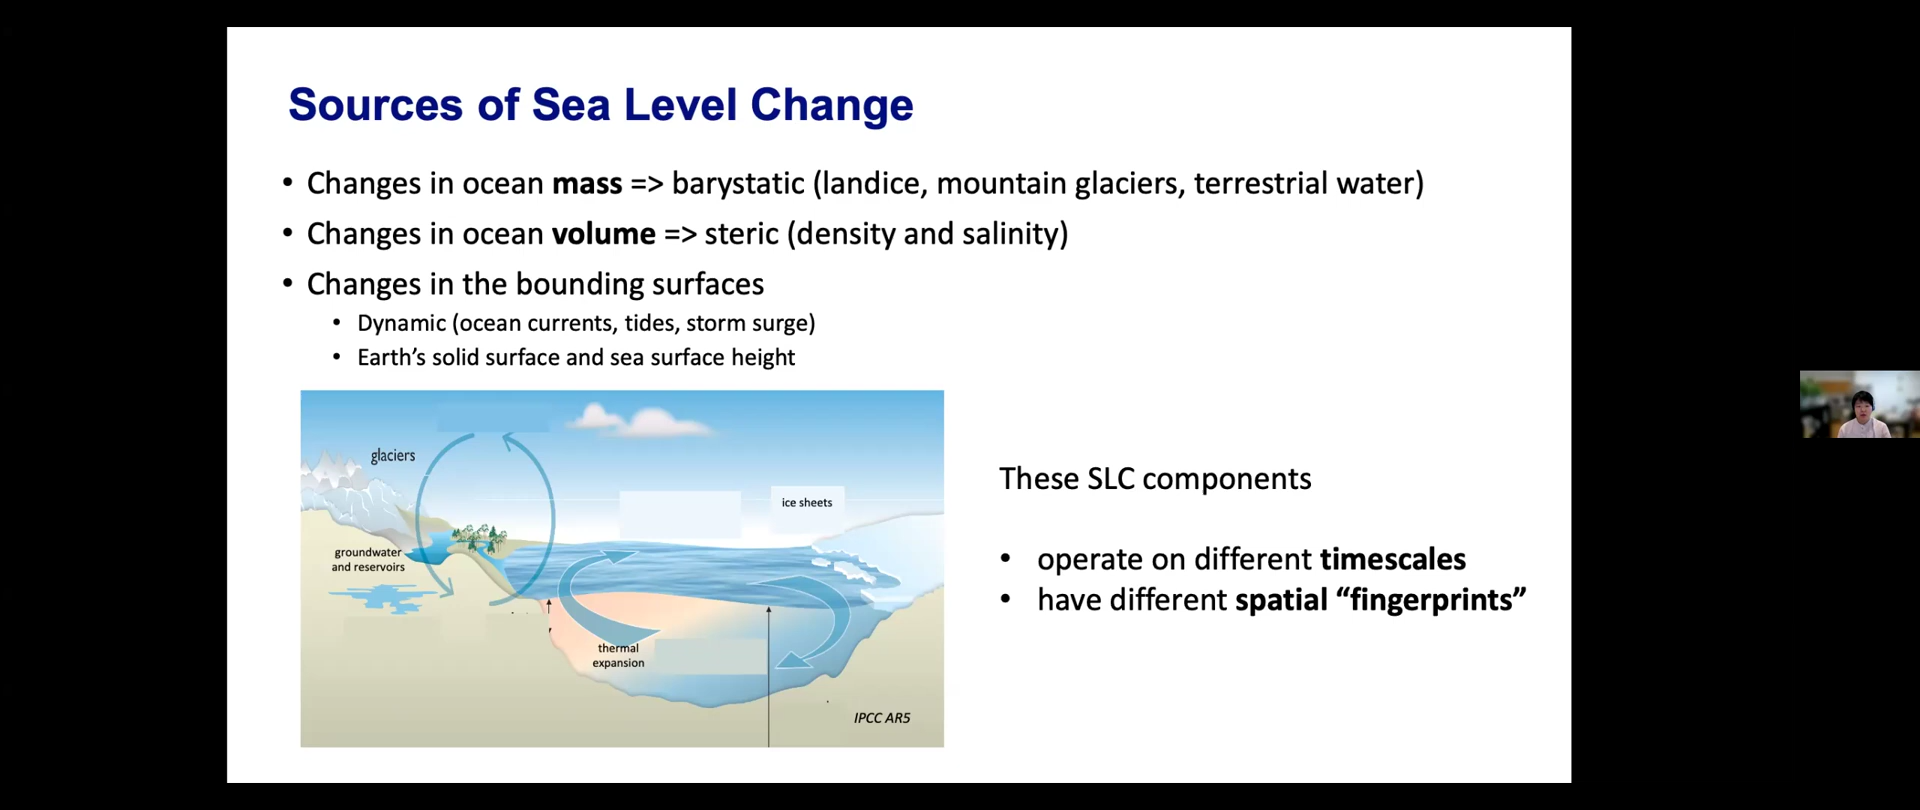 Sources of Sea Level Change
• Changes in ocean mass => barystatic (landice, mountain glaciers, terrestrial water)
• Changes in ocean volume => steric (density and salinity)
• Changes in the bounding surfaces
• Dynamic (ocean currents, tides, storm surge)
• Earth's solid surface and sea surface height
glaciers
ice sheets
groundwater
and reservoirs
thermal
expansion
IPCC AR5
These SLC components
• operate on different timescales
• have different spatial “fingerprints”